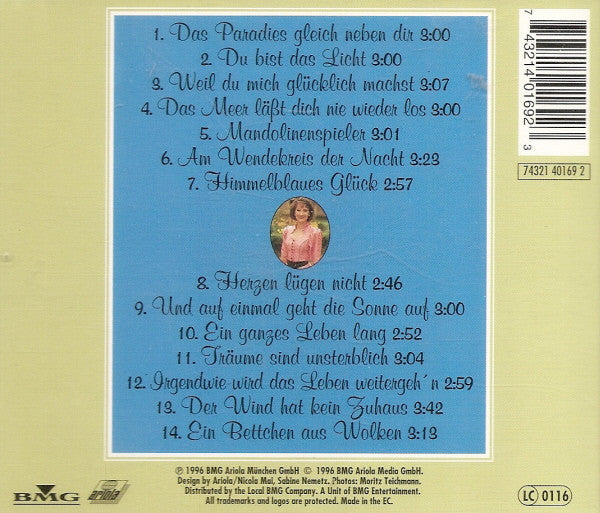 1. Das Paradies gleich neben dir 3:00
2. Du bist das Licht 3:00
3. Weil du mich glücklich machst 3:07
4. Das Meer läßt dich nie wieder los 3:00
5. Mandolinenspieler 3:01
6. Am Wendekreis der Nacht 3:23
7. Himmelblaues Glück 2:57
8. Herzen lügen nicht 2:46
9. Und auf einmal geht die Sonne auf 3:00
10. Ein ganzes Leben lang 2:52
11. Träume sind unsterblich 3:04
12. Irgendwie wird das Leben weitergeh'n 2:59
13. Der Wind hat kein Zuhaus 3:42
14. Ein Bettchen aus Wolken 3:13
7 43214 01692 3
74321 40169 2
℗ 1996 BMG Ariola München GmbH © 1996 BMG Ariola Media GmbH.
Design by Ariola/Nicola Mai, Sabine Nemetz. Photos: Moritz Teichmann.
Distributed by the Local BMG Company. A Unit of BMG Entertainment.
All trademarks and logos are protected. Made in the EC.
BMG
ariola
LC 0116